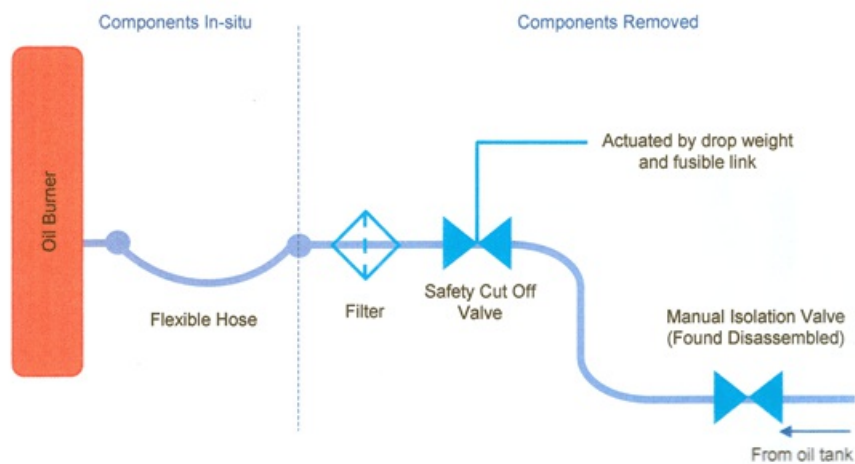 Components In-situ
Components Removed
Actuated by drop weight
and fusible link
Oil Burner
Flexible Hose
Filter
Safety Cut Off
Valve
Manual Isolation Valve
(Found Disassembled)
From oil tank